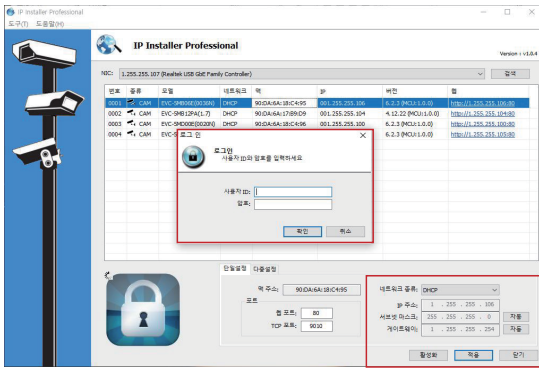 IP Installer Professional
도구(T) 도움말(H)
IP Installer Professional
Version : v1.0.4
NIC: 1.255.255.107 (Realtek USB GbE Family Controller) 검색
번호 종류 모델 네트워크 맥 IP 버전 웹
0001 CAM EVC-SMB06E(0036N) DHCP 90:DA:6A:18:C4:95 001.255.255.106 6.2.3 (MCU:1.0.0) http://1.255.255.106:80
0002 CAM EVC-SMB12PA(1.7) DHCP 90:DA:6A:17:B9:D9 001.255.255.104 4.12.22 (MCU:1.0.0) http://1.255.255.104:80
0003 CAM EVC-SMD00E(0020N) DHCP 90:DA:6A:18:C4:96 001.255.255.100 6.2.3 (MCU:1.0.0) http://1.255.255.100:80
0004 CAM EVC-S 001.255.255.105 6.2.3 (MCU:1.0.0) http://1.255.255.105:80
로그 인
로그인
사용자 ID와 암호를 입력하세요
사용자 ID:
암호:
확인 취소
단일설정 다중설정
맥 주소: 90:DA:6A:18:C4:95
포트
웹 포트: 80
TCP 포트: 9010
네트워크 종류: DHCP
IP 주소: 1 . 255 . 255 . 106
서브넷 마스크: 255 . 255 . 255 . 0 자동
게이트웨이: 1 . 255 . 255 . 254 자동
활성화 적용 닫기